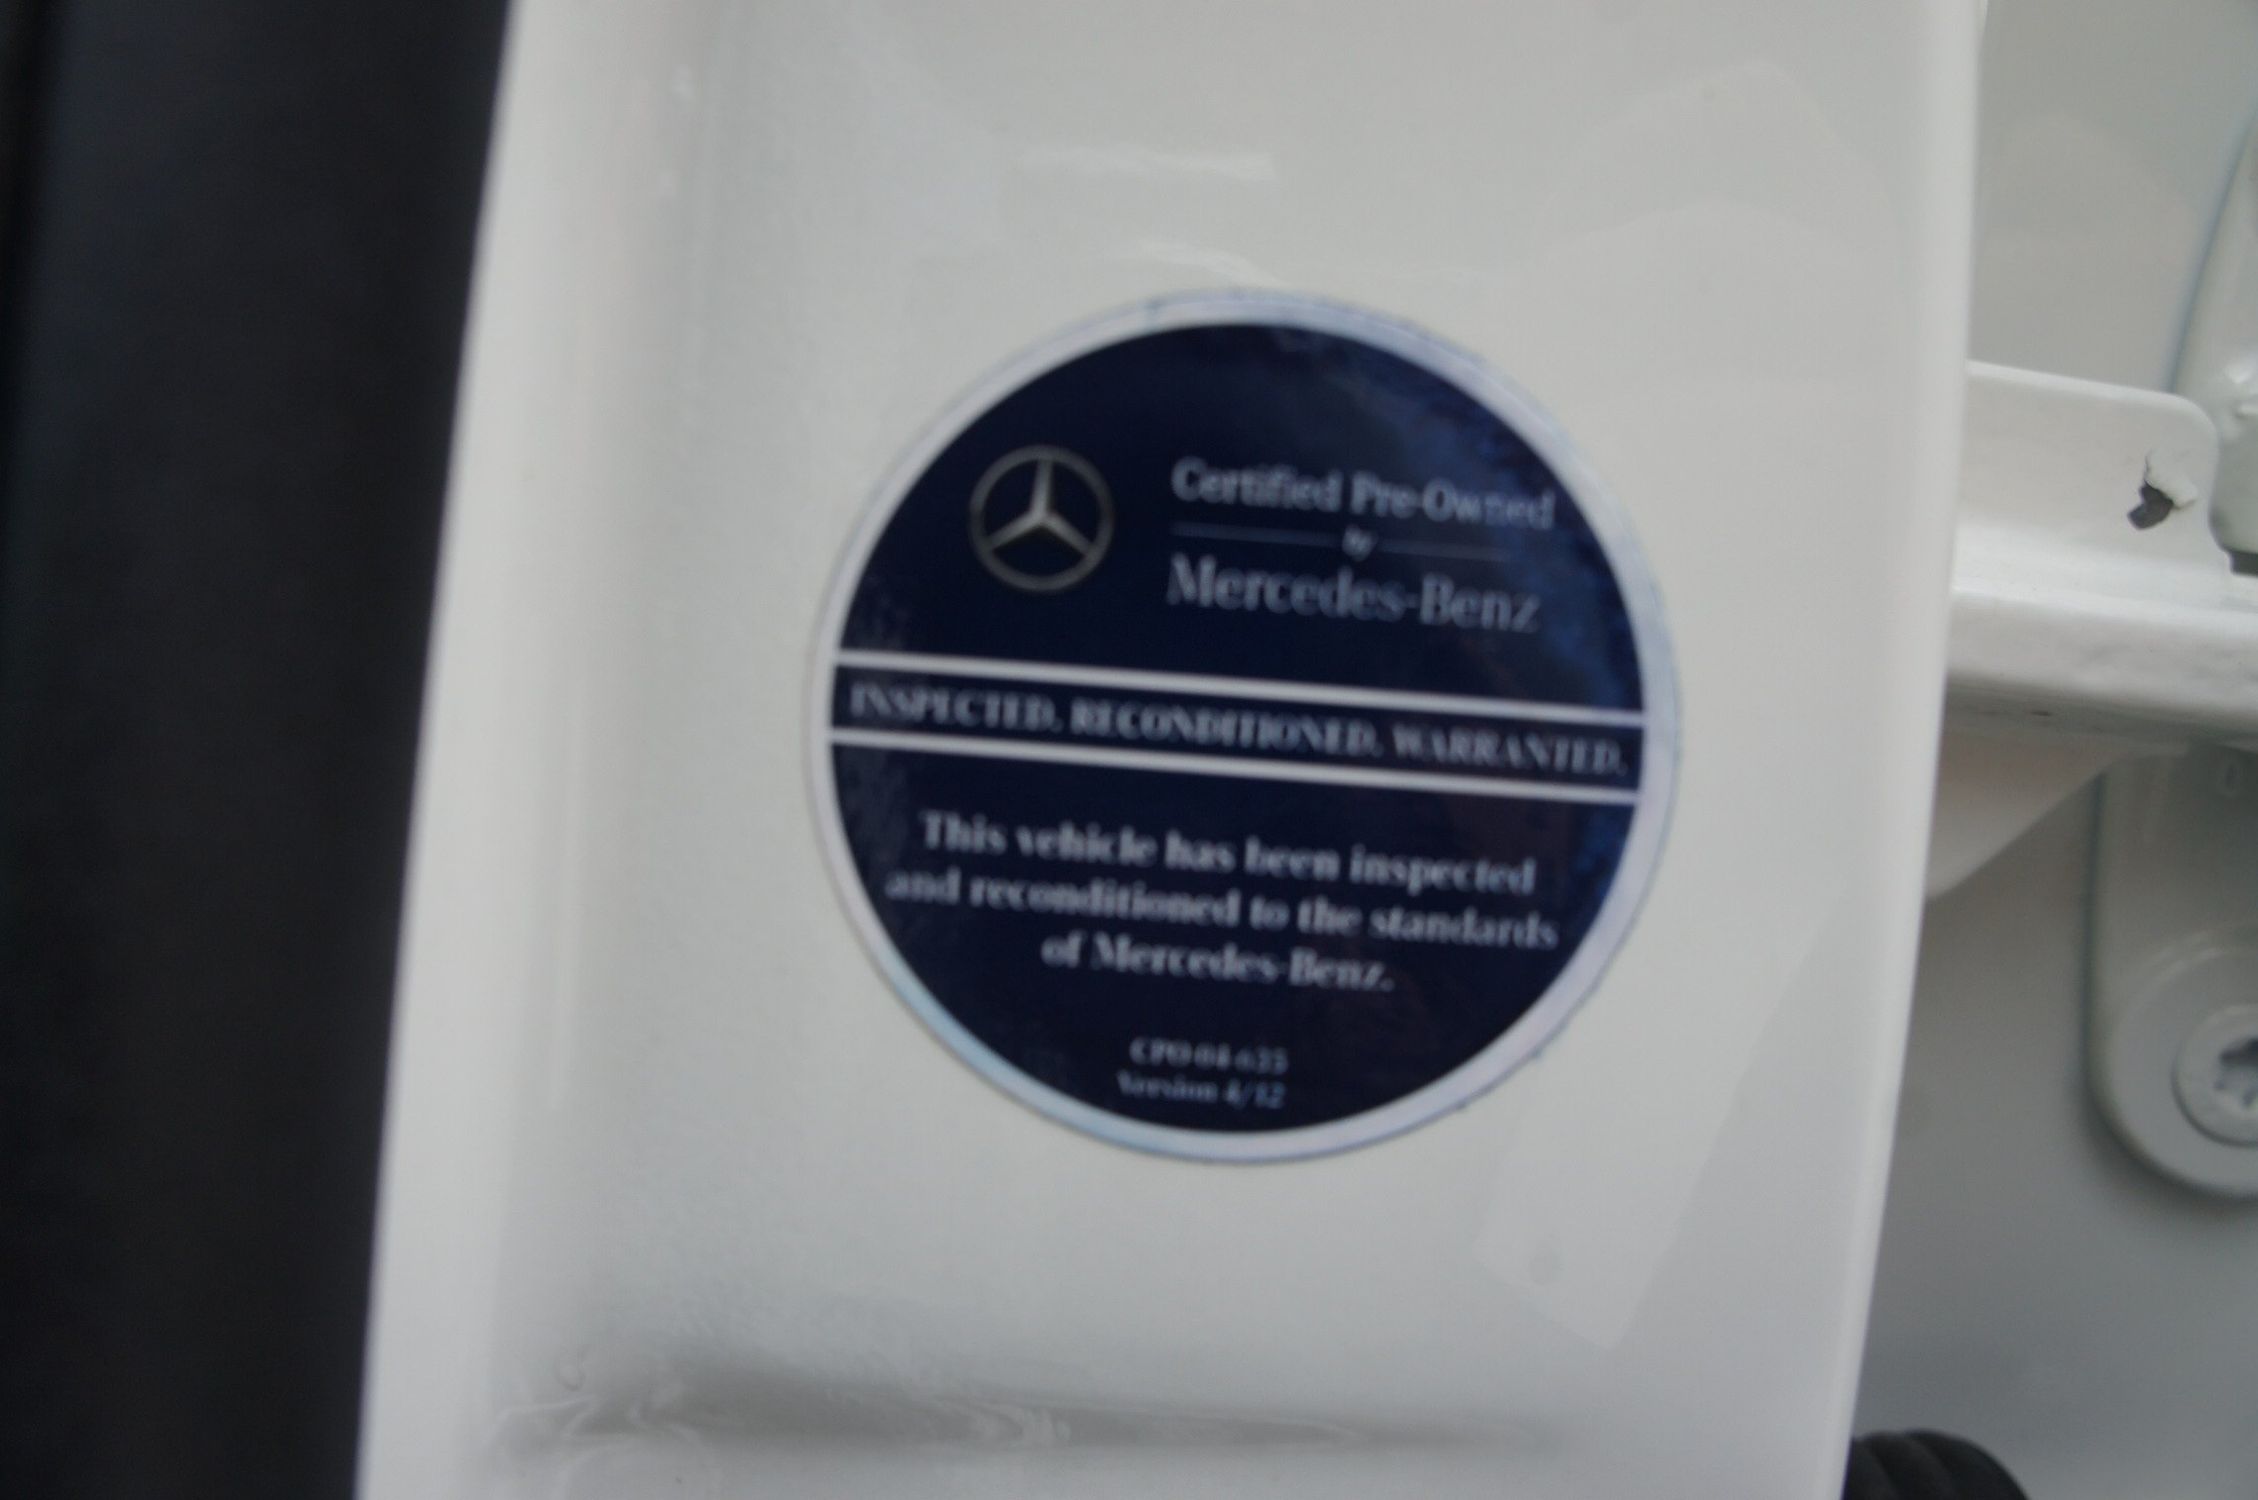 Certified Pre-Owned
by
Mercedes-Benz
INSPECTED. RECONDITIONED. WARRANTED.
This vehicle has been inspected
and reconditioned to the standards
of Mercedes-Benz.
Version 4/12